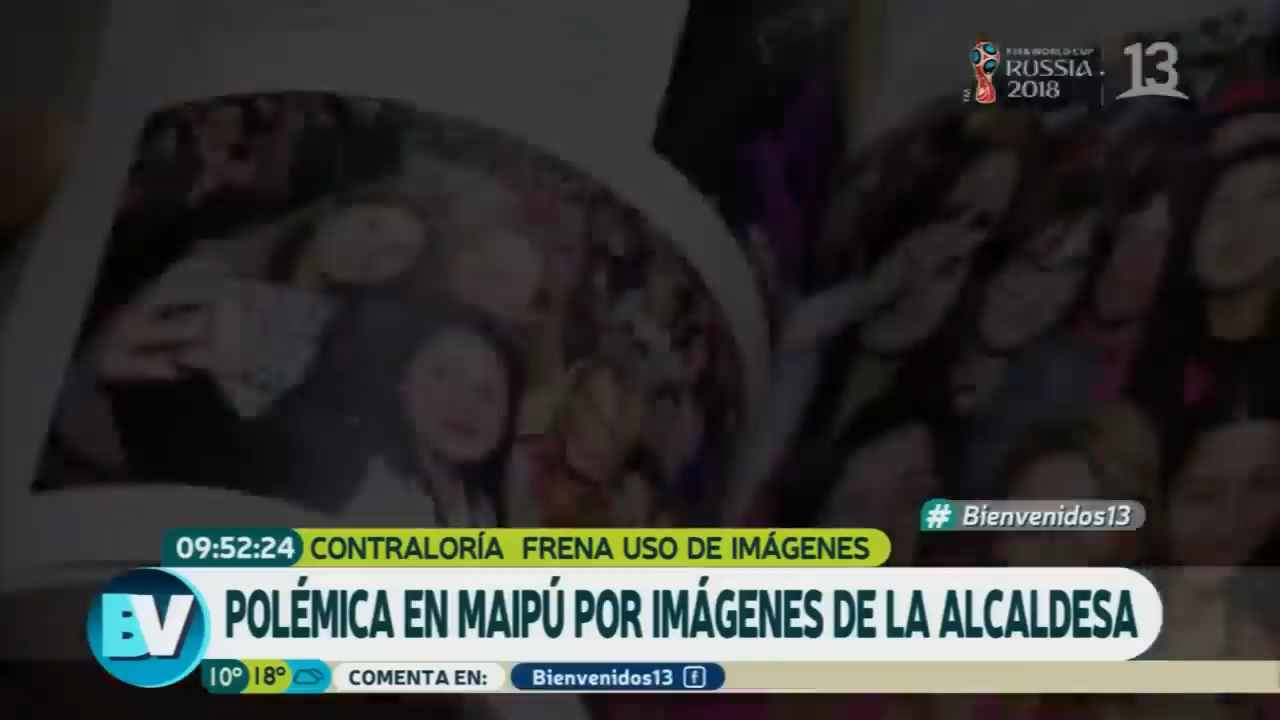 FIFA WORLD CUP
RUSSIA
2018
TM
13
# Bienvenidos13
09:52:24 CONTRALORÍA FRENA USO DE IMÁGENES
BV
POLÉMICA EN MAIPÚ POR IMÁGENES DE LA ALCALDESA
10° 18° COMENTA EN: Bienvenidos13 f